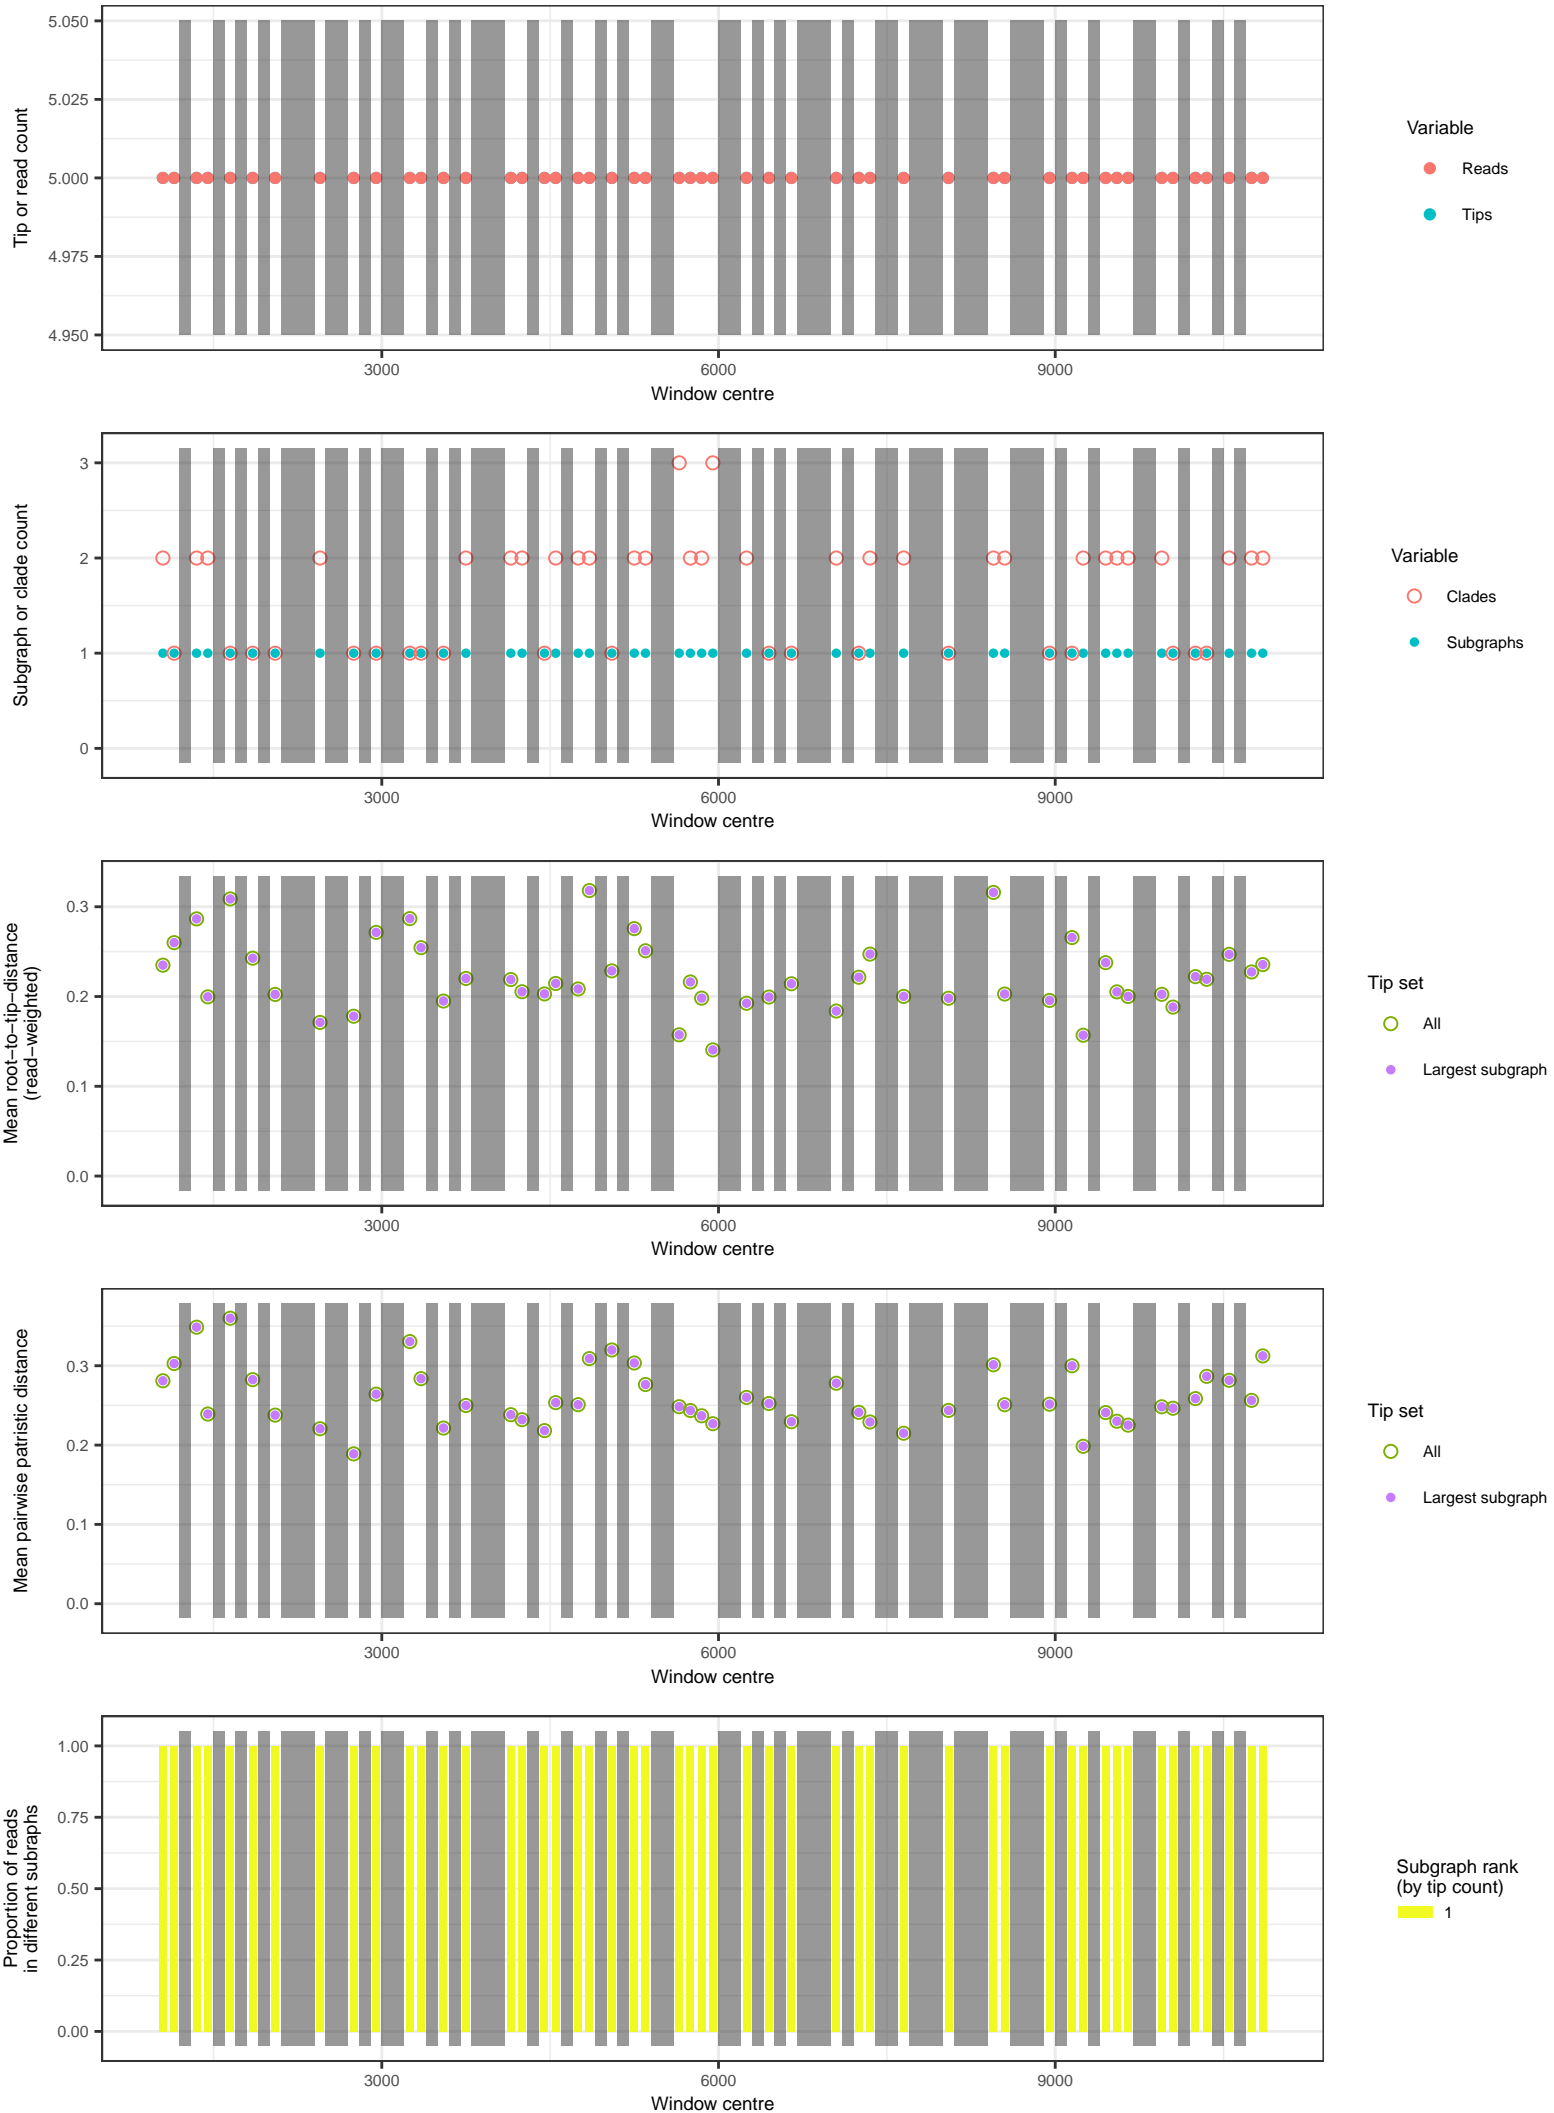 5.050
5.025
5.000
4.975
4.950
Tip or read count
3000
6000
9000
Window centre
Variable
Reads
Tips
3
2
1
0
Subgraph or clade count
3000
6000
9000
Window centre
Variable
Clades
Subgraphs
0.3
0.2
0.1
0.0
Mean root−to−tip−distance
(read−weighted)
3000
6000
9000
Window centre
Tip set
All
Largest subgraph
0.3
0.2
0.1
0.0
Mean pairwise patristic distance
3000
6000
9000
Window centre
Tip set
All
Largest subgraph
1.00
0.75
0.50
0.25
0.00
Proportion of reads
in different subraphs
3000
6000
9000
Window centre
Subgraph rank
(by tip count)
1